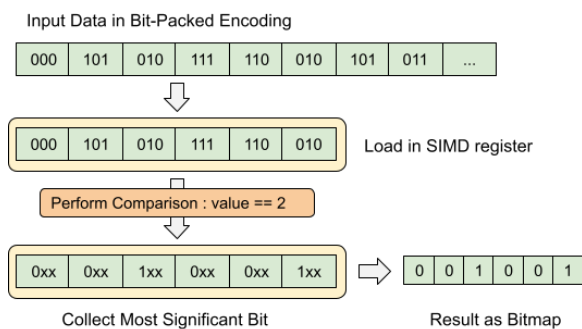 Input Data in Bit-Packed Encoding
000 101 010 111 110 010 101 011 ...
000 101 010 111 110 010
Load in SIMD register
Perform Comparison : value == 2
0xx 0xx 1xx 0xx 0xx 1xx
0 0 1 0 0 1
Collect Most Significant Bit
Result as Bitmap